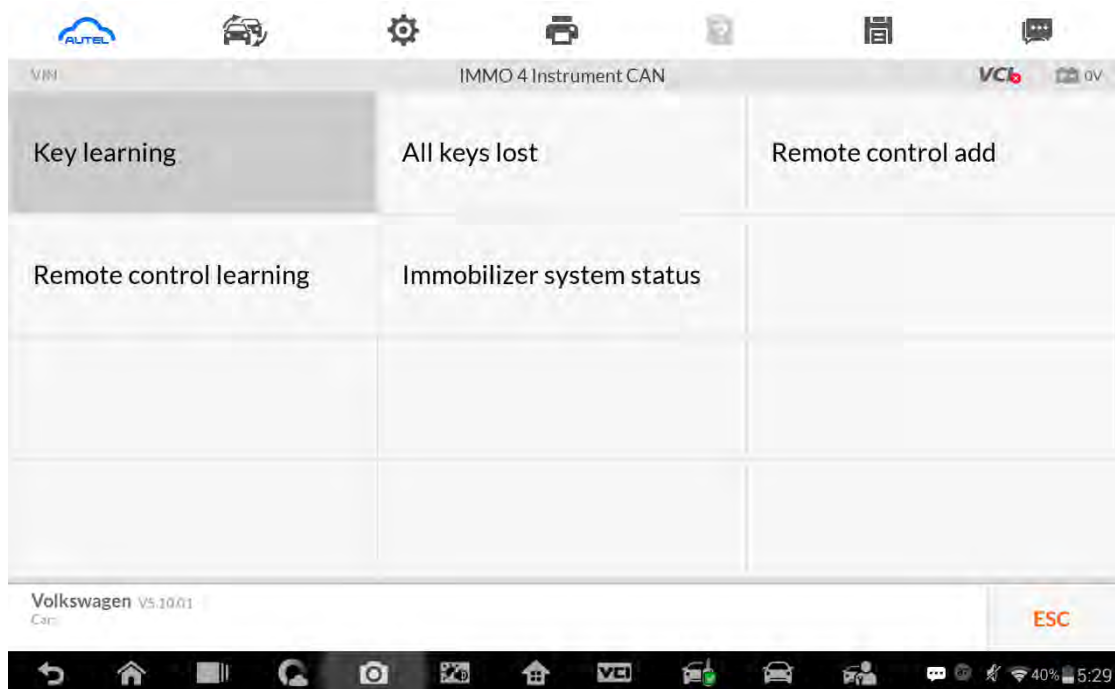 AUTEL
VIN IMMO 4 Instrument CAN VCI 0V
Key learning All keys lost Remote control add
Remote control learning Immobilizer system status
Volkswagen V5.10.01
Car:
ESC
VCI 40% 5:29